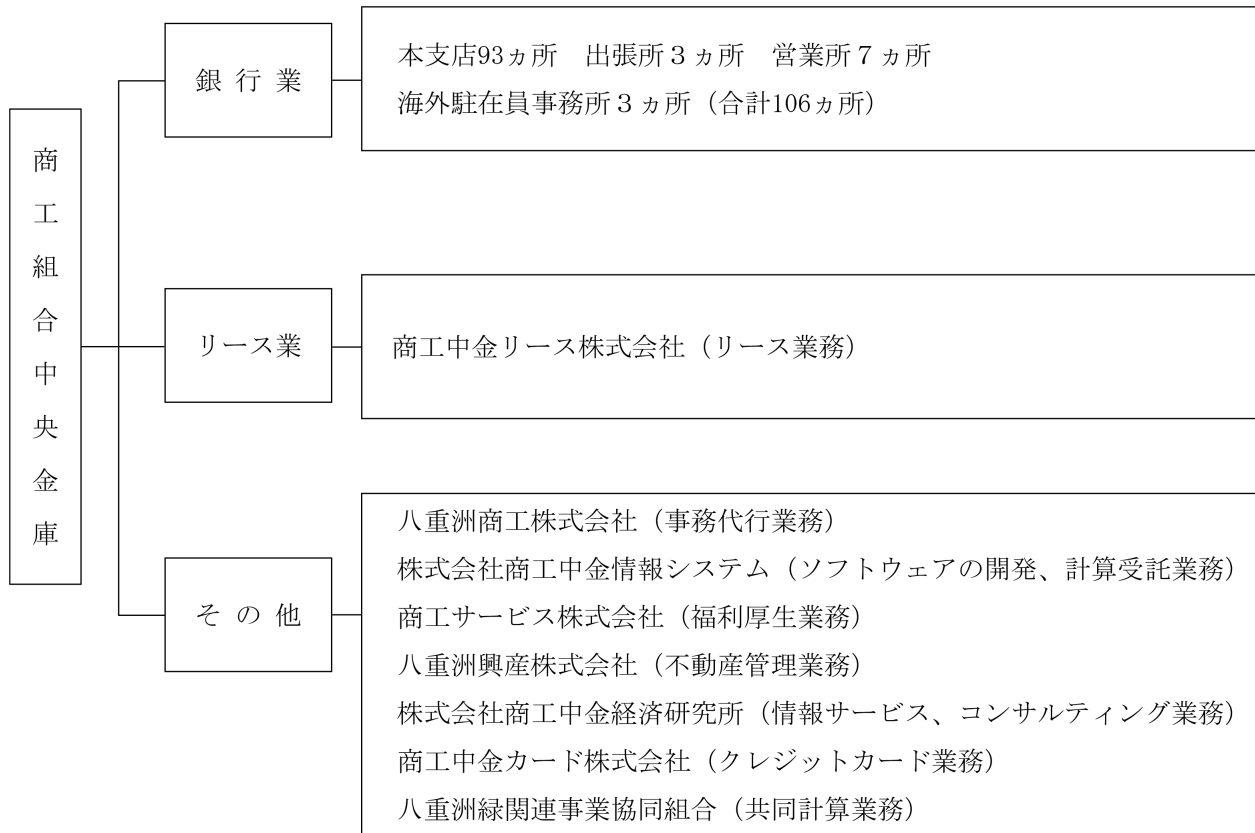 商工組合中央金庫
銀行業
本支店93ヵ所　出張所３ヵ所　営業所７ヵ所
海外駐在員事務所３ヵ所（合計106ヵ所）
リース業
商工中金リース株式会社（リース業務）
その他
八重洲商工株式会社（事務代行業務）
株式会社商工中金情報システム（ソフトウェアの開発、計算受託業務）
商工サービス株式会社（福利厚生業務）
八重洲興産株式会社（不動産管理業務）
株式会社商工中金経済研究所（情報サービス、コンサルティング業務）
商工中金カード株式会社（クレジットカード業務）
八重洲緑関連事業協同組合（共同計算業務）